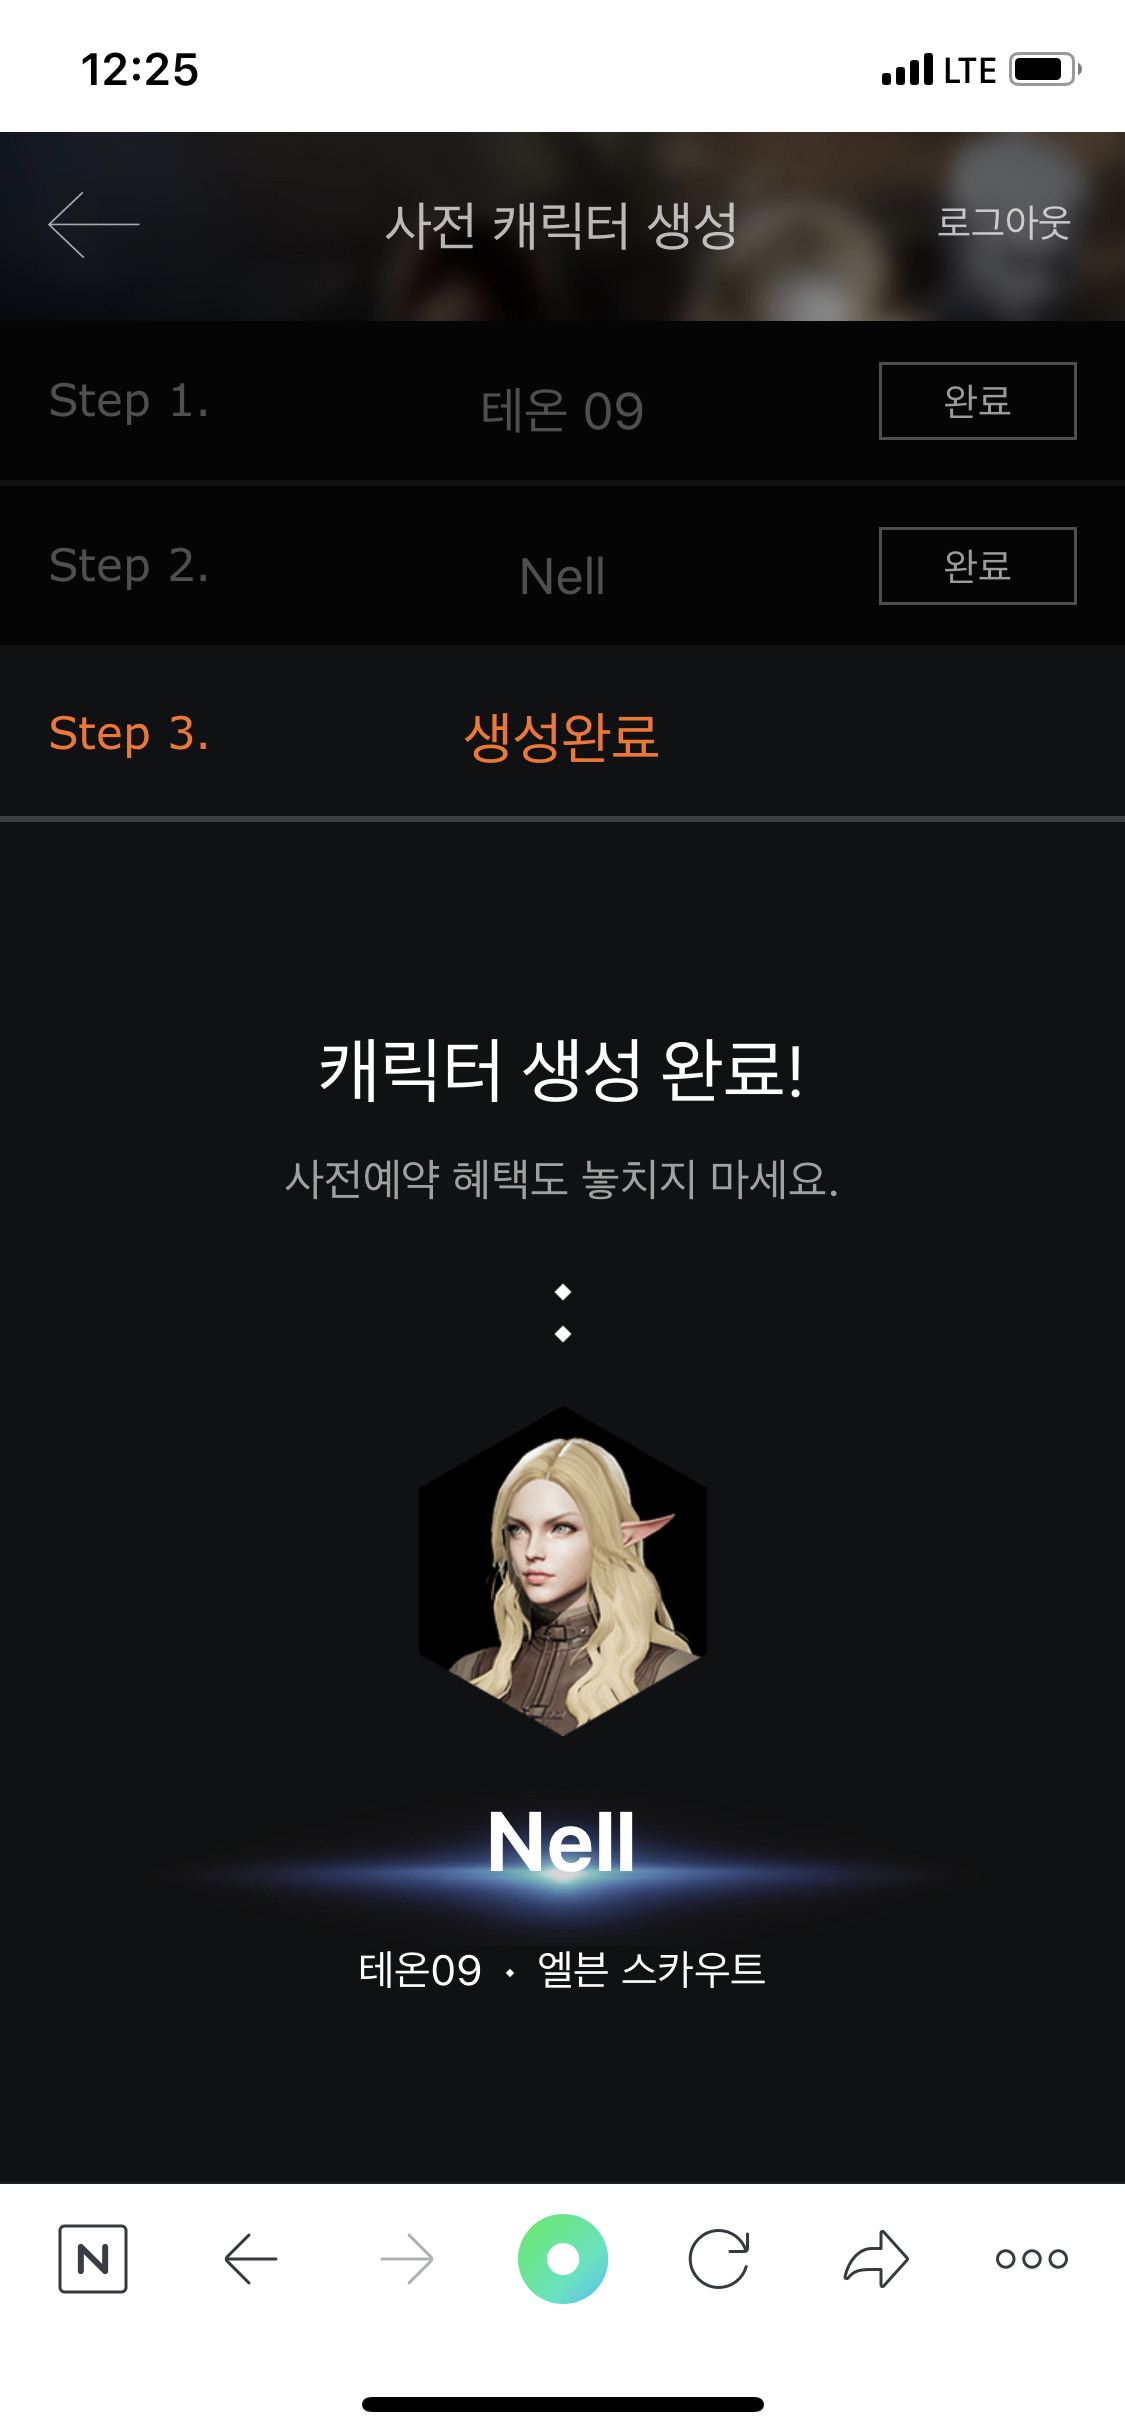 12:25
LTE
사전 캐릭터 생성
로그아웃
Step 1.
테온 09
완료
Step 2.
Nell
완료
Step 3.
생성완료
캐릭터 생성 완료!
사전예약 혜택도 놓치지 마세요.
Nell
테온09 · 엘븐 스카우트
N